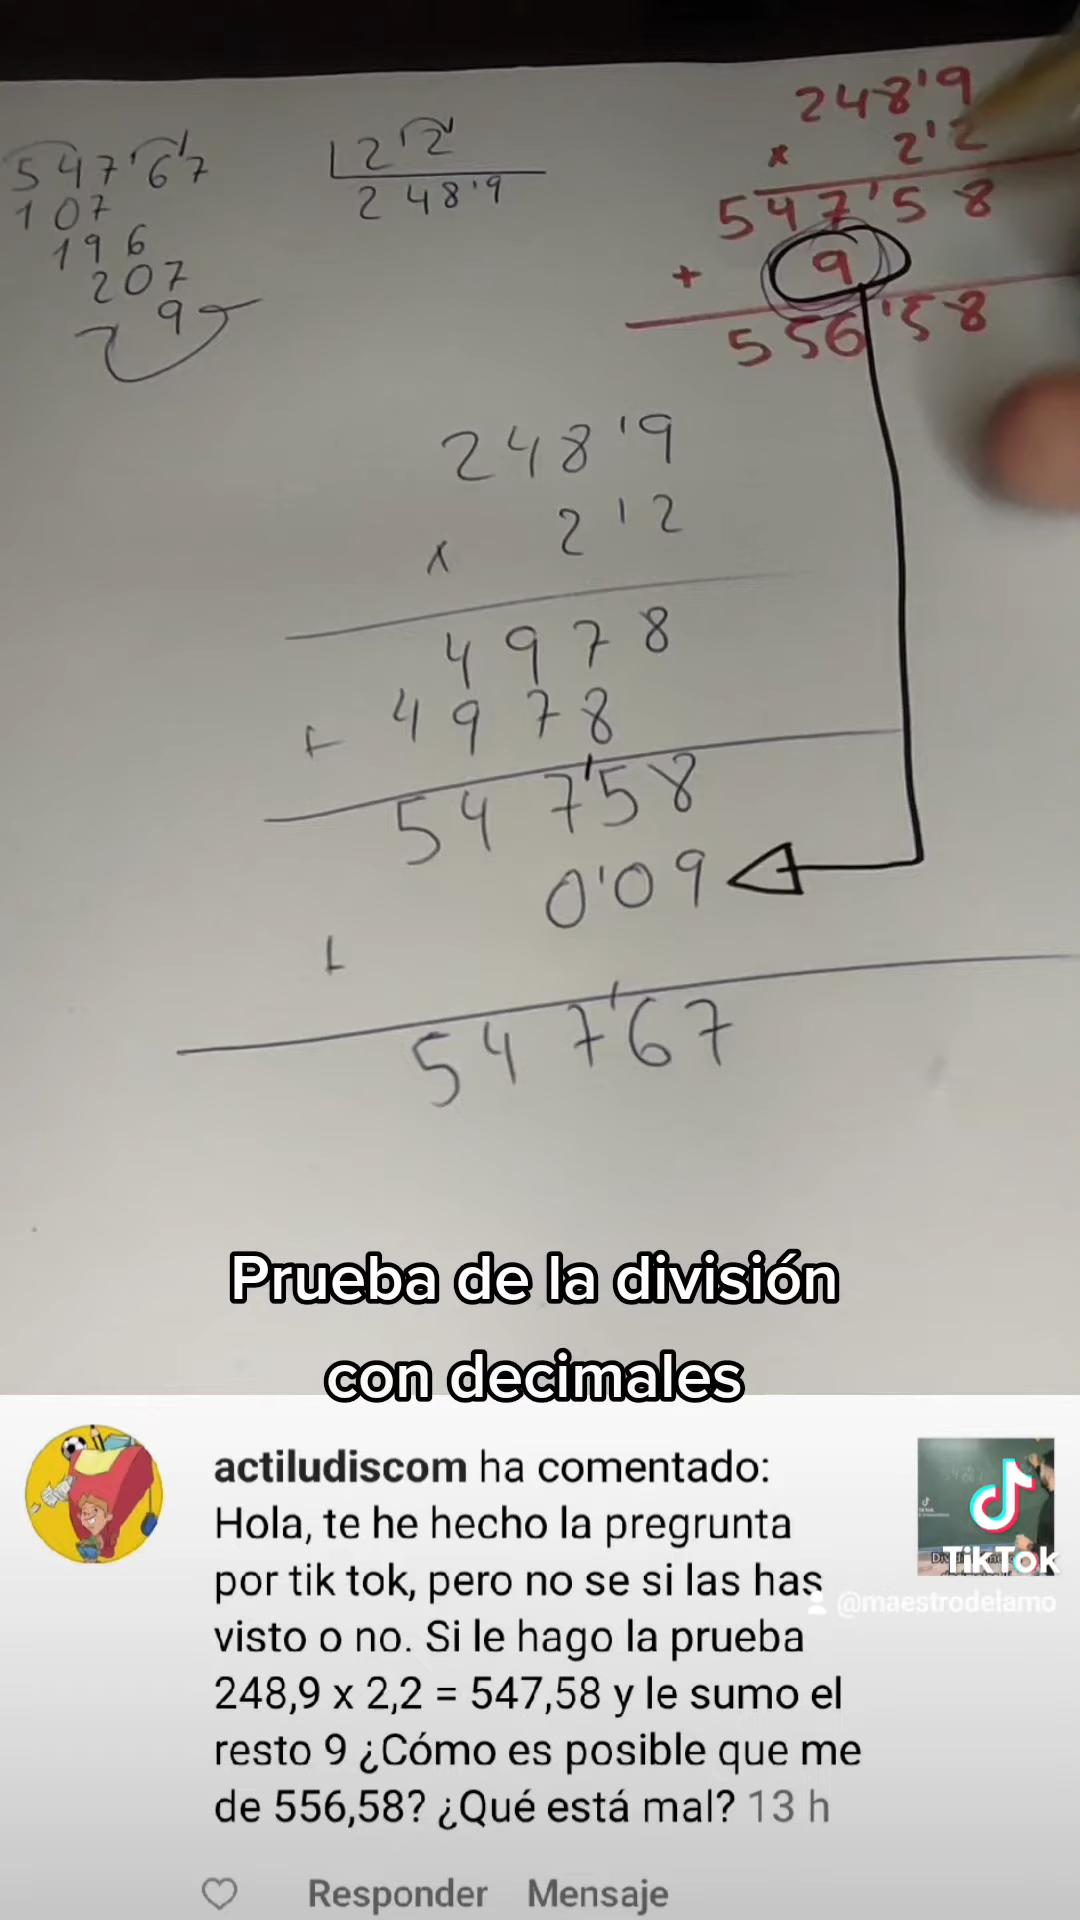 547'67 2'2
107 248'9
196
207
9
248'9
x 2'2
547'58
+ 9
556'58
248'9
x 2'2
4978
+ 4978
547'58
0'09
+
547'67
Prueba de la división
con decimales
actiludiscom ha comentado:
Hola, te he hecho la pregrunta
por tik tok, pero no se si las has
visto o no. Si le hago la prueba
248,9 x 2,2 = 547,58 y le sumo el
resto 9 ¿Cómo es posible que me
de 556,58? ¿Qué está mal? 13 h
Responder Mensaje
TikTok
@maestrodelamo